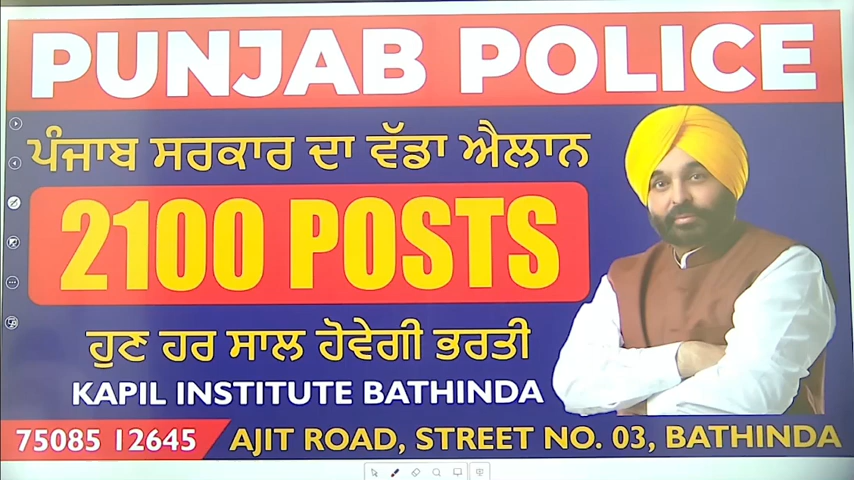 PUNJAB POLICE
ਪੰਜਾਬ ਸਰਕਾਰ ਦਾ ਵੱਡਾ ਐਲਾਨ
2100 POSTS
ਹੁਣ ਹਰ ਸਾਲ ਹੋਵੇਗੀ ਭਰਤੀ
KAPIL INSTITUTE BATHINDA
75085 12645
AJIT ROAD, STREET NO. 03, BATHINDA